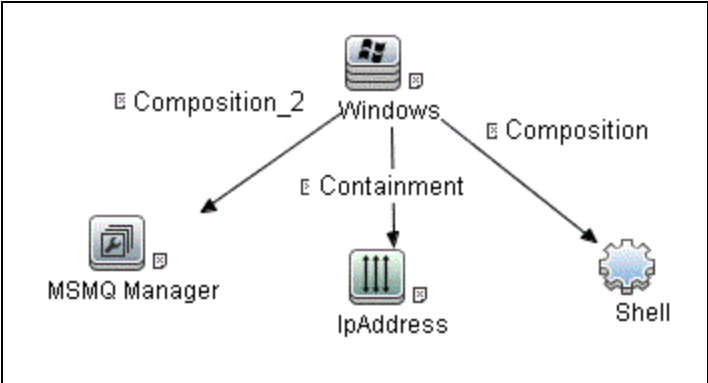 Windows
Composition_2
Composition
Containment
MSMQ Manager
IpAddress
Shell